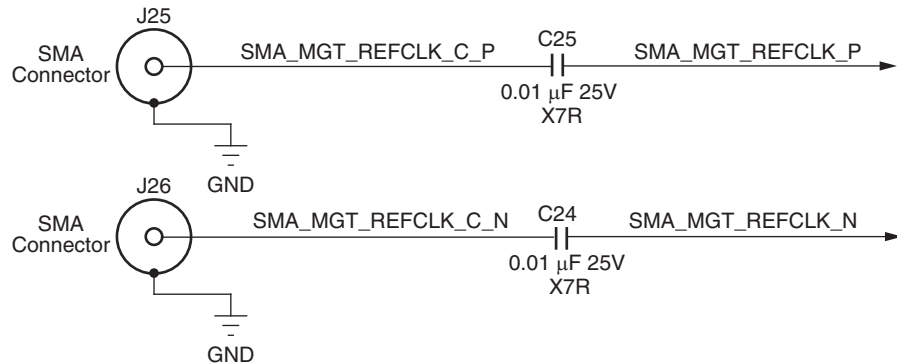 J25
SMA
Connector
SMA_MGT_REFCLK_C_P
C25
SMA_MGT_REFCLK_P
0.01 μF 25V
X7R
GND
J26
SMA
Connector
SMA_MGT_REFCLK_C_N
C24
SMA_MGT_REFCLK_N
0.01 μF 25V
X7R
GND